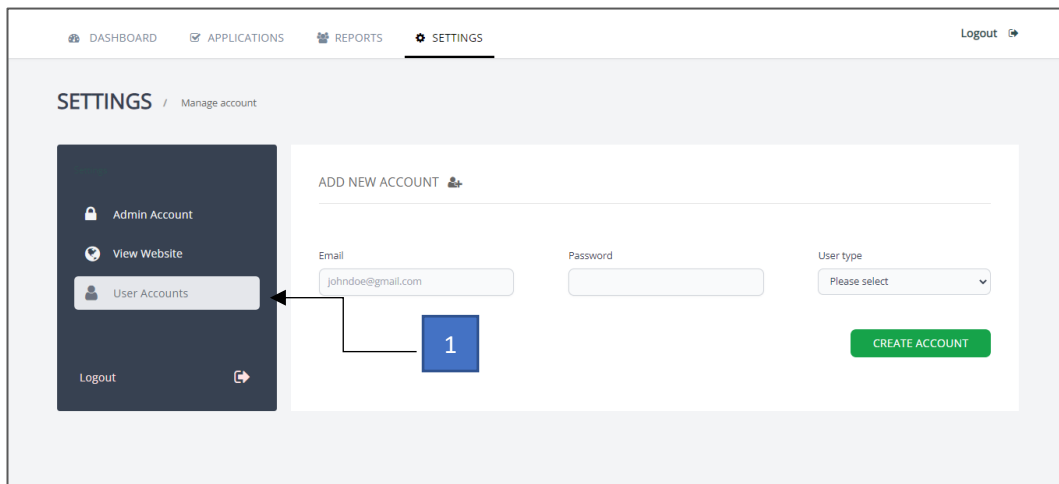 DASHBOARD APPLICATIONS REPORTS SETTINGS Logout
SETTINGS / Manage account
ADD NEW ACCOUNT
Admin Account
View Website
User Accounts
Logout
Email Password User type
johndoe@gmail.com Please select
CREATE ACCOUNT
1